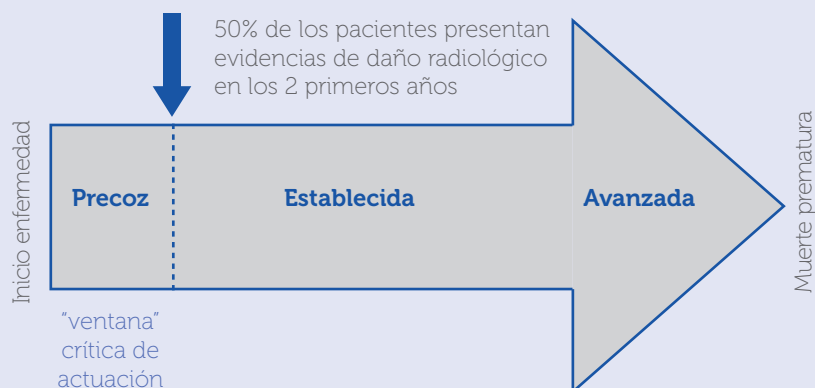 50% de los pacientes presentan
evidencias de daño radiológico
en los 2 primeros años
Inicio enfermedad
Precoz
Establecida
Avanzada
Muerte prematura
"ventana"
crítica de
actuación